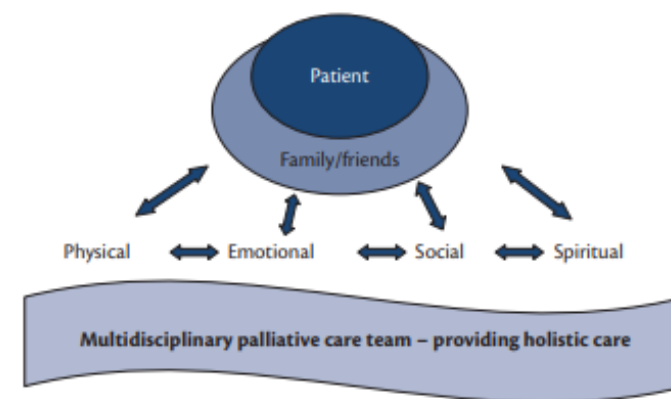 Patient
Family/friends
Physical Emotional Social Spiritual
Multidisciplinary palliative care team – providing holistic care